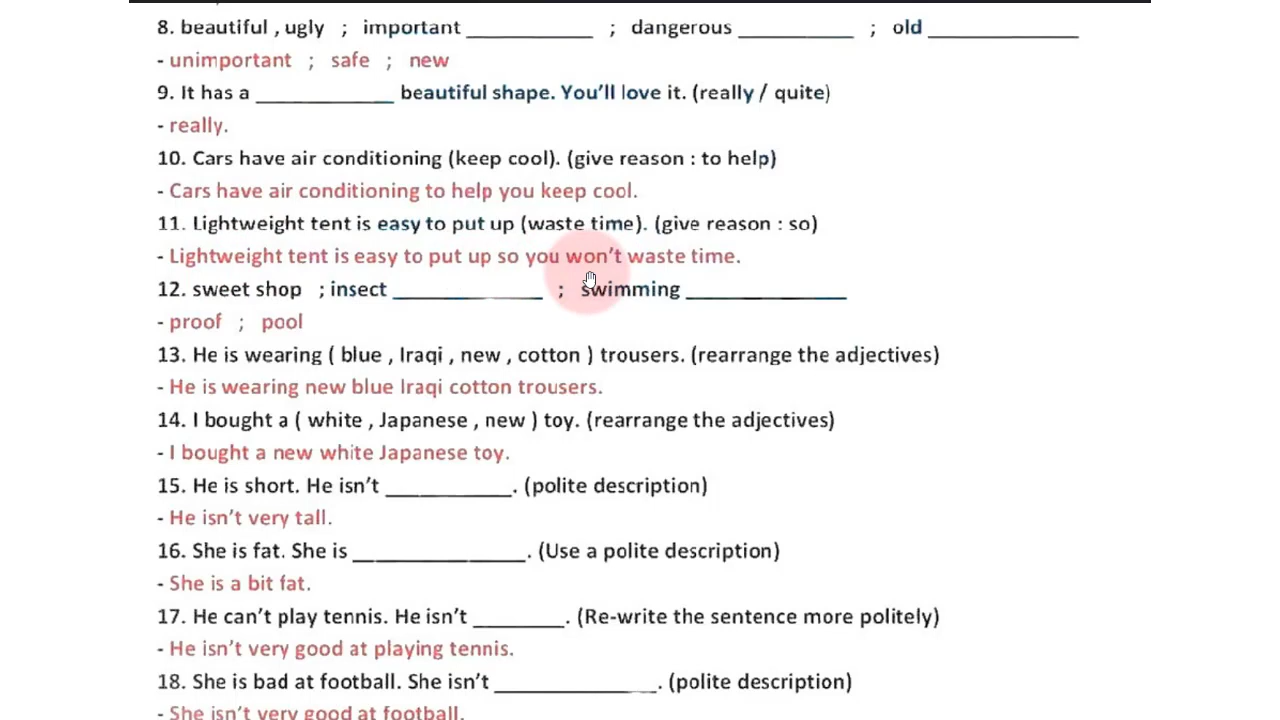 8. beautiful , ugly ; important ____________ ; dangerous ___________ ; old ______________
- unimportant ; safe ; new
9. It has a _____________ beautiful shape. You'll love it. (really / quite)
- really.
10. Cars have air conditioning (keep cool). (give reason : to help)
- Cars have air conditioning to help you keep cool.
11. Lightweight tent is easy to put up (waste time). (give reason : so)
- Lightweight tent is easy to put up so you won't waste time.
12. sweet shop ; insect ______________ ; swimming _______________
- proof ; pool
13. He is wearing ( blue , Iraqi , new , cotton ) trousers. (rearrange the adjectives)
- He is wearing new blue Iraqi cotton trousers.
14. I bought a ( white , Japanese , new ) toy. (rearrange the adjectives)
- I bought a new white Japanese toy.
15. He is short. He isn't ____________. (polite description)
- He isn't very tall.
16. She is fat. She is ________________. (Use a polite description)
- She is a bit fat.
17. He can't play tennis. He isn't _________. (Re-write the sentence more politely)
- He isn't very good at playing tennis.
18. She is bad at football. She isn't _______________. (polite description)
- She isn't very good at football.